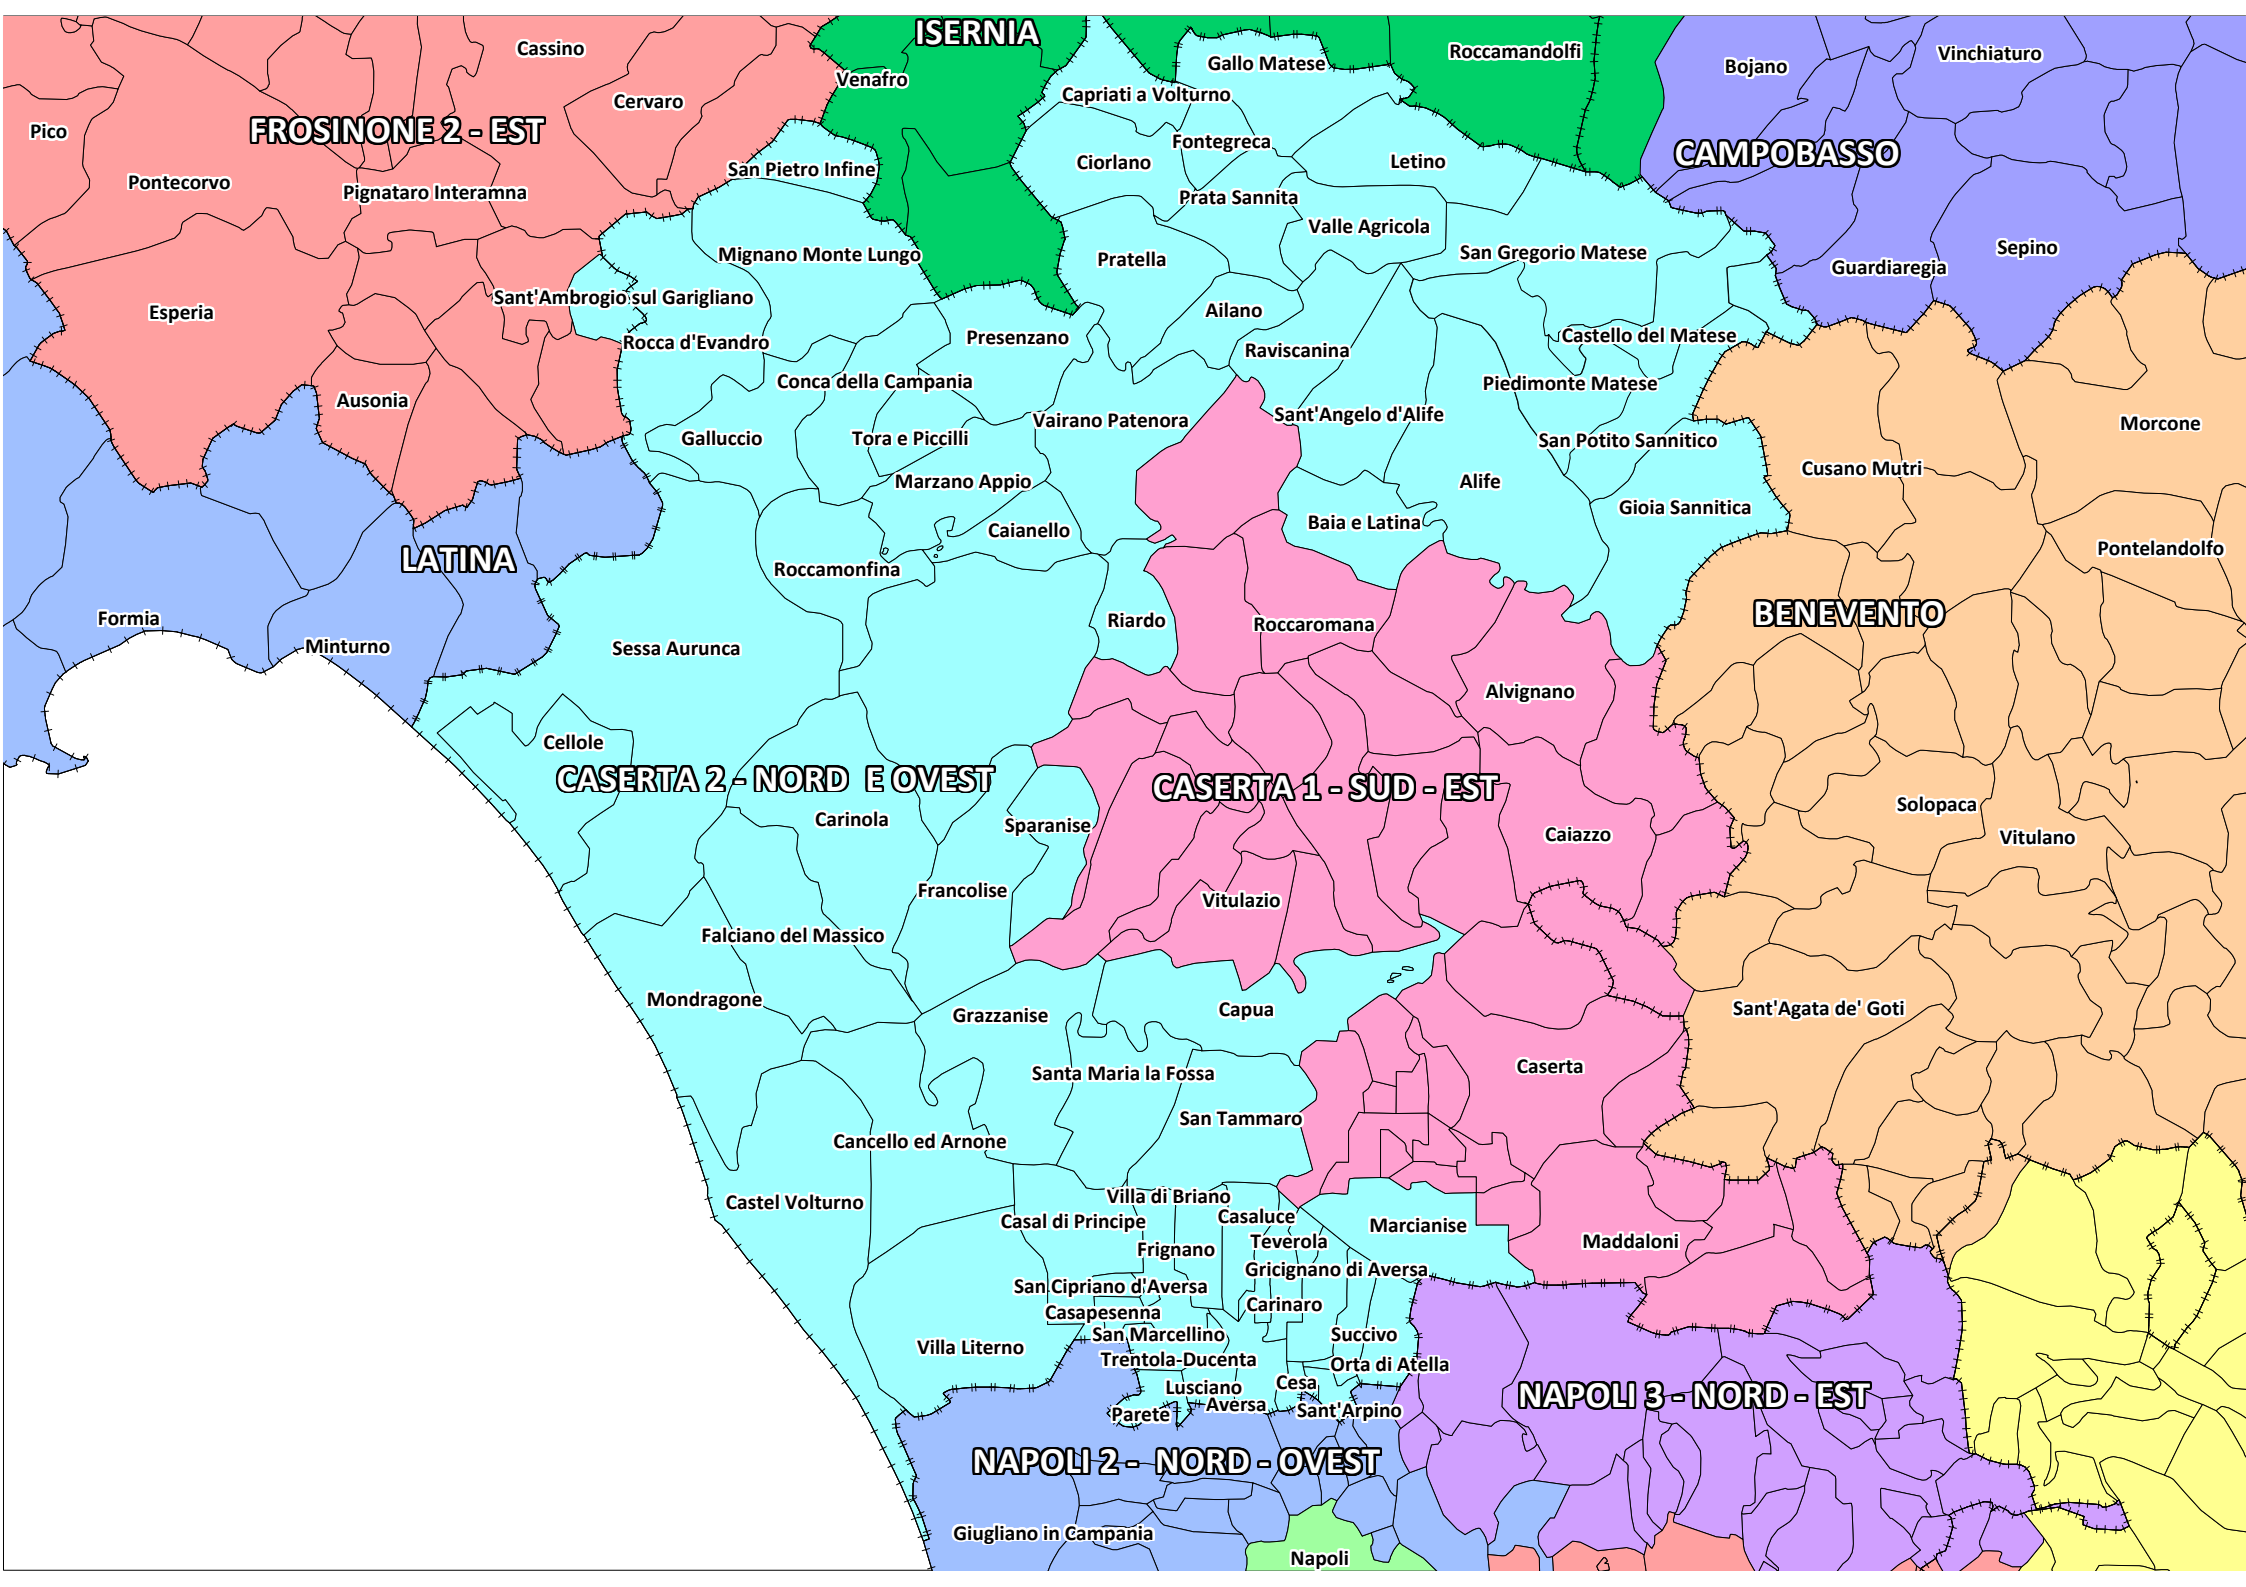 ISERNIA
Cassino
Roccamandolfi
Vinchiaturo
Gallo Matese
Bojano
Venafro
Capriati a Volturno
Cervaro
Pico
FROSINONE 2 - EST
Fontegreca
CAMPOBASSO
Ciorlano
Letino
San Pietro Infine
Pontecorvo
Pignataro Interamna
Prata Sannita
Valle Agricola
Sepino
Mignano Monte Lungo
San Gregorio Matese
Pratella
Guardiaregia
Sant'Ambrogio sul Garigliano
Esperia
Ailano
Castello del Matese
Presenzano
Rocca d'Evandro
Raviscanina
Conca della Campania
Piedimonte Matese
Ausonia
Sant'Angelo d'Alife
Vairano Patenora
Morcone
Galluccio
Tora e Piccilli
San Potito Sannitico
Cusano Mutri
Marzano Appio
Alife
Gioia Sannitica
Baia e Latina
Caianello
Pontelandolfo
LATINA
Roccamonfina
BENEVENTO
Formia
Riardo
Roccaromana
Minturno
Sessa Aurunca
Alvignano
Cellole
CASERTA 2 - NORD  E OVEST
CASERTA 1 - SUD - EST
Solopaca
Carinola
Sparanise
Caiazzo
Vitulano
Francolise
Vitulazio
Falciano del Massico
Mondragone
Grazzanise
Capua
Sant'Agata de' Goti
Caserta
Santa Maria la Fossa
San Tammaro
Cancello ed Arnone
Castel Volturno
Villa di Briano
Casal di Principe
Casaluce
Marcianise
Teverola
Maddaloni
Frignano
Gricignano di Aversa
San Cipriano d'Aversa
Casapesenna
Carinaro
San Marcellino
Succivo
Villa Literno
Trentola-Ducenta
Orta di Atella
Lusciano
Cesa
NAPOLI 3 - NORD - EST
Aversa
Parete
Sant'Arpino
NAPOLI 2 -  NORD - OVEST
Giugliano in Campania
Napoli